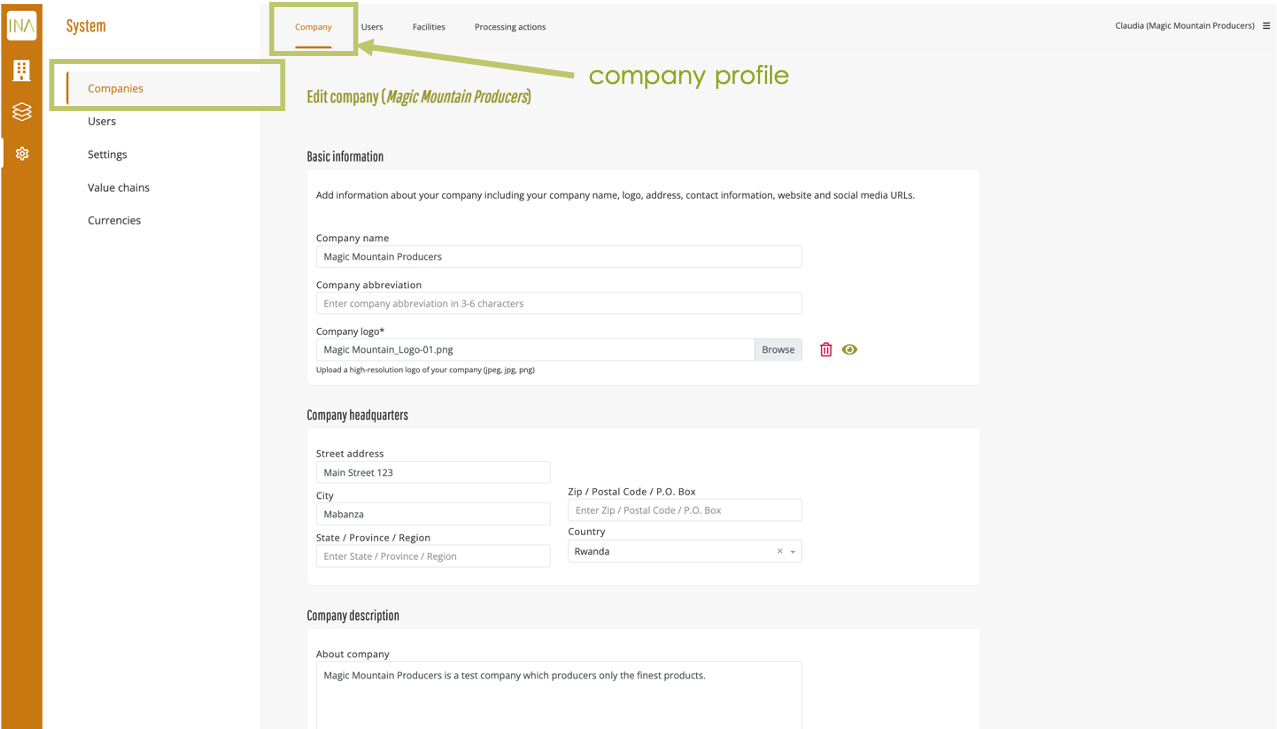 INA
System
Company
Users
Facilities
Processing actions
Claudia (Magic Mountain Producers)
company profile
Companies
Users
Settings
Value chains
Currencies
Edit company (Magic Mountain Producers)
Basic information
Add information about your company including your company name, logo, address, contact information, website and social media URLs.
Company name
Magic Mountain Producers
Company abbreviation
Enter company abbreviation in 3-6 characters
Company logo*
Magic Mountain_Logo-01.png
Browse
Upload a high-resolution logo of your company (jpeg, jpg, png)
Company headquarters
Street address
Main Street 123
City
Mabanza
State / Province / Region
Enter State / Province / Region
Zip / Postal Code / P.O. Box
Enter Zip / Postal Code / P.O. Box
Country
Rwanda
Company description
About company
Magic Mountain Producers is a test company which producers only the finest products.